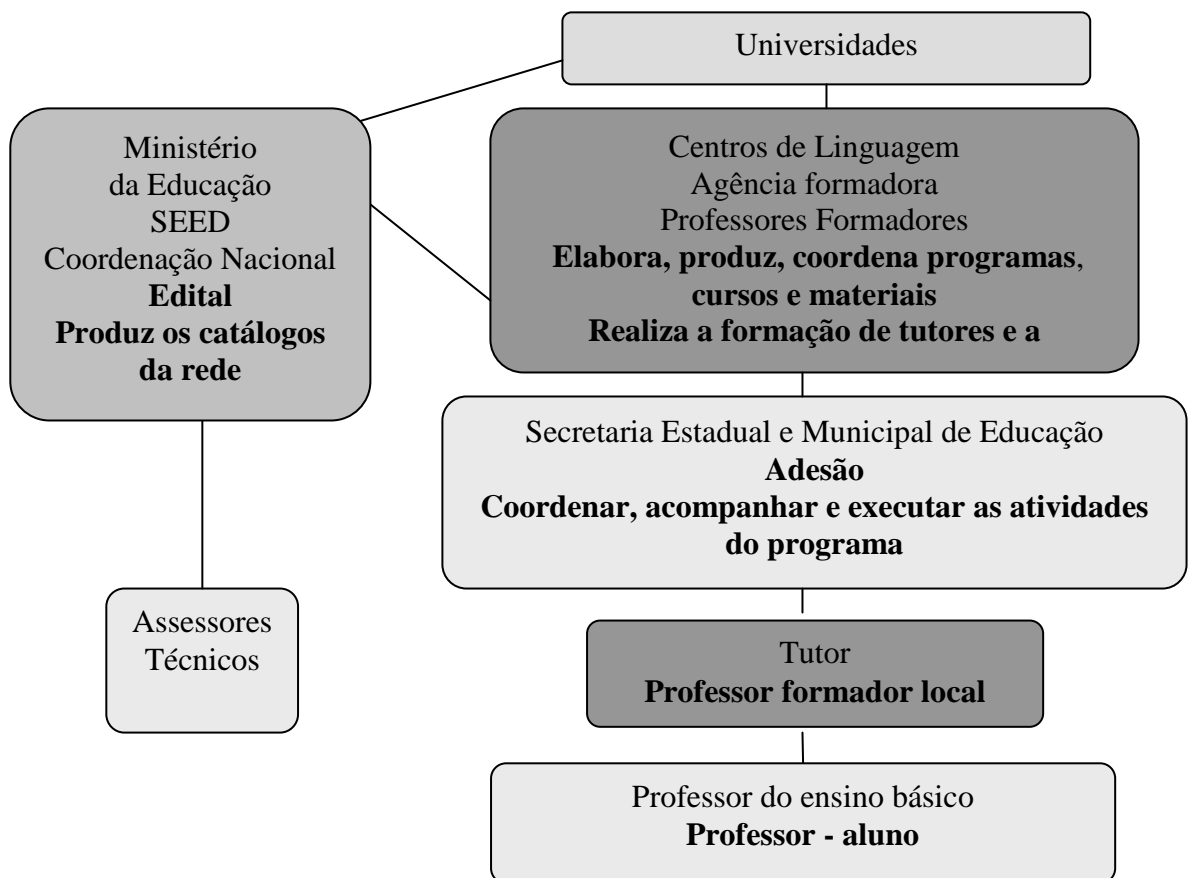 Universidades
Ministério
da Educação
SEED
Coordenação Nacional
Edital
Produz os catálogos
da rede
Centros de Linguagem
Agência formadora
Professores Formadores
Elabora, produz, coordena programas,
cursos e materiais
Realiza a formação de tutores e a
Secretaria Estadual e Municipal de Educação
Adesão
Coordenar, acompanhar e executar as atividades
do programa
Assessores
Técnicos
Tutor
Professor formador local
Professor do ensino básico
Professor - aluno